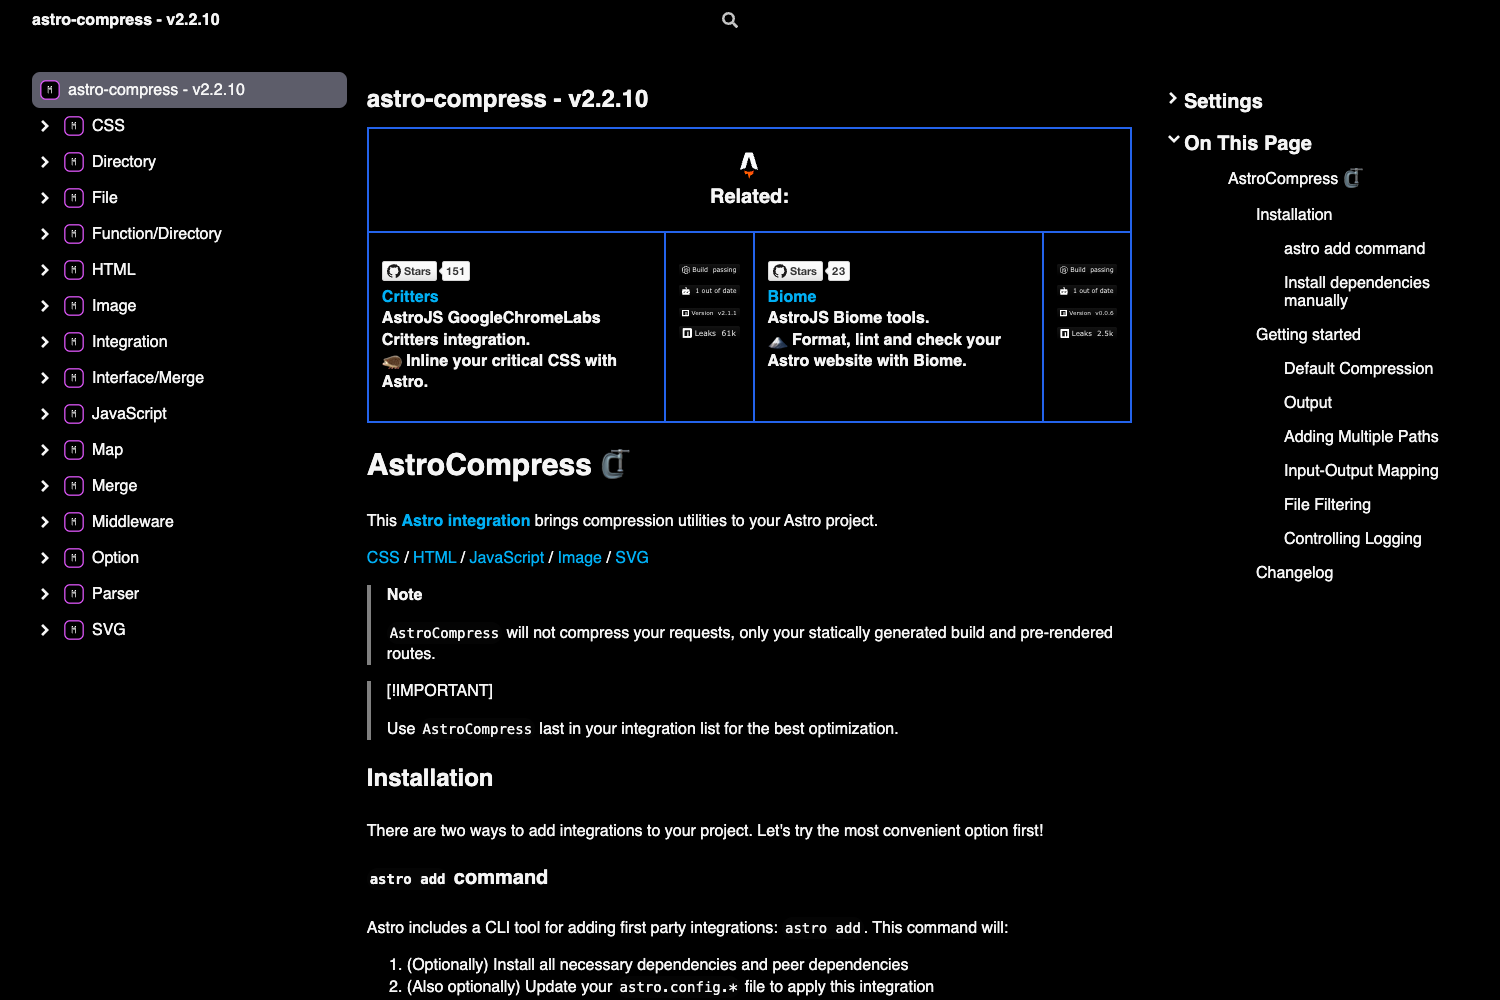 astro-compress - v2.2.10
astro-compress - v2.2.10
CSS
Directory
File
Function/Directory
HTML
Image
Integration
Interface/Merge
JavaScript
Map
Merge
Middleware
Option
Parser
SVG
astro-compress - v2.2.10
Related:
Stars 151
Critters
AstroJS GoogleChromeLabs
Critters integration.
🦔 Inline your critical CSS with
Astro.
Build passing
1 out of date
Version v2.1.1
Leaks 61k
Stars 23
Biome
AstroJS Biome tools.
🗻 Format, lint and check your
Astro website with Biome.
Build passing
1 out of date
Version v0.0.6
Leaks 2.5k
AstroCompress 🗜️
This Astro integration brings compression utilities to your Astro project.
CSS / HTML / JavaScript / Image / SVG
Note
AstroCompress will not compress your requests, only your statically generated build and pre-rendered
routes.
[!IMPORTANT]
Use AstroCompress last in your integration list for the best optimization.
Installation
There are two ways to add integrations to your project. Let's try the most convenient option first!
astro add command
Astro includes a CLI tool for adding first party integrations: astro add. This command will:
1. (Optionally) Install all necessary dependencies and peer dependencies
2. (Also optionally) Update your astro.config.* file to apply this integration
Settings
On This Page
AstroCompress 🗜️
Installation
astro add command
Install dependencies
manually
Getting started
Default Compression
Output
Adding Multiple Paths
Input-Output Mapping
File Filtering
Controlling Logging
Changelog